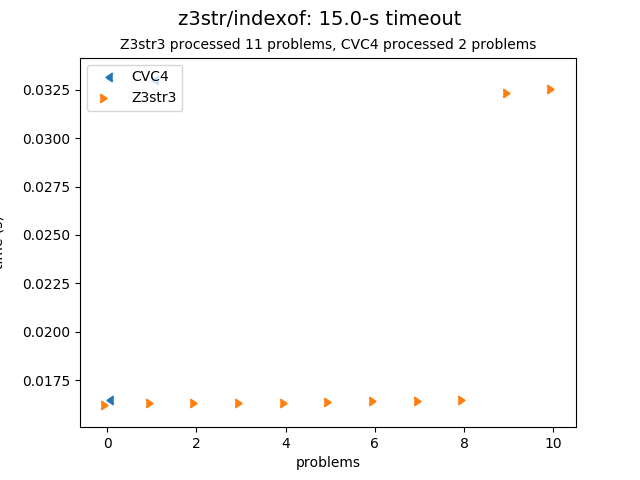 z3str/indexof: 15.0-s timeout
Z3str3 processed 11 problems, CVC4 processed 2 problems
CVC4
Z3str3
0.0325
0.0300
0.0275
0.0250
0.0225
0.0200
0.0175
0 2 4 6 8 10
problems